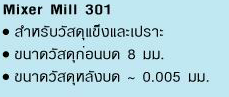 Mixer Mill 301
● สำหรับวัสดุแข็งและเปราะ
● ขนาดวัสดุก่อนบด 8 มม.
● ขนาดวัสดุหลังบด ~ 0.005 มม.